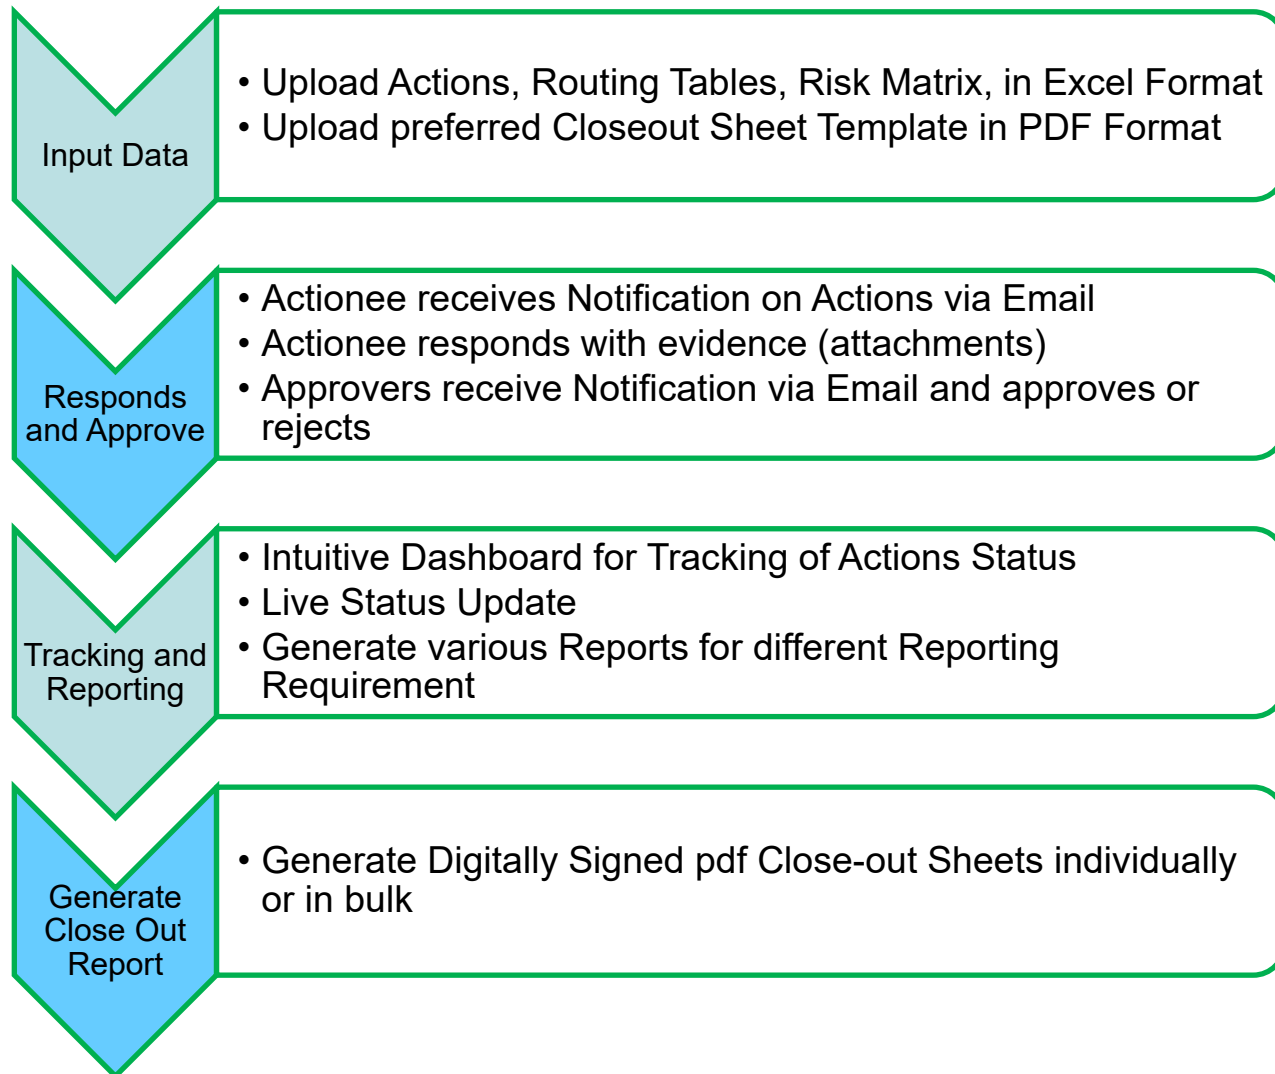 Input Data
• Upload Actions, Routing Tables, Risk Matrix, in Excel Format
• Upload preferred Closeout Sheet Template in PDF Format
Responds
and Approve
• Actionee receives Notification on Actions via Email
• Actionee responds with evidence (attachments)
• Approvers receive Notification via Email and approves or
rejects
Tracking and
Reporting
• Intuitive Dashboard for Tracking of Actions Status
• Live Status Update
• Generate various Reports for different Reporting
Requirement
Generate
Close Out
Report
• Generate Digitally Signed pdf Close-out Sheets individually
or in bulk